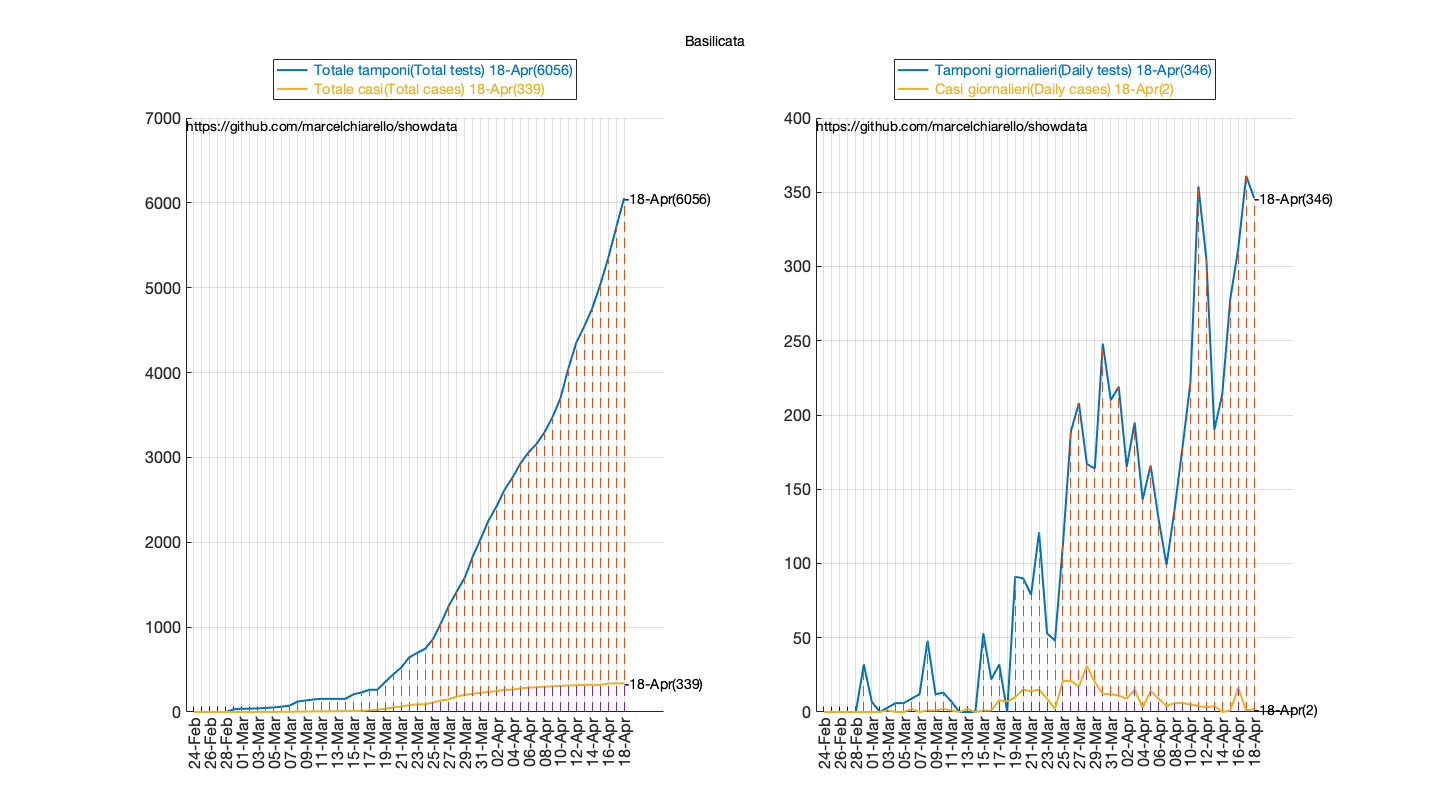 Basilicata
Totale tamponi(Total tests) 18-Apr(6056)
Totale casi(Total cases) 18-Apr(339)
7000
https://github.com/marcelchiarello/showdata
6000
5000
4000
3000
2000
1000
0
18-Apr(6056)
18-Apr(339)
24-Feb
26-Feb
28-Feb
01-Mar
03-Mar
05-Mar
07-Mar
09-Mar
11-Mar
13-Mar
15-Mar
17-Mar
19-Mar
21-Mar
23-Mar
25-Mar
27-Mar
29-Mar
31-Mar
02-Apr
04-Apr
06-Apr
08-Apr
10-Apr
12-Apr
14-Apr
16-Apr
18-Apr
Tamponi giornalieri(Daily tests) 18-Apr(346)
Casi giornalieri(Daily cases) 18-Apr(2)
400
https://github.com/marcelchiarello/showdata
350
300
250
200
150
100
50
0
18-Apr(346)
18-Apr(2)
24-Feb
26-Feb
28-Feb
01-Mar
03-Mar
05-Mar
07-Mar
09-Mar
11-Mar
13-Mar
15-Mar
17-Mar
19-Mar
21-Mar
23-Mar
25-Mar
27-Mar
29-Mar
31-Mar
02-Apr
04-Apr
06-Apr
08-Apr
10-Apr
12-Apr
14-Apr
16-Apr
18-Apr